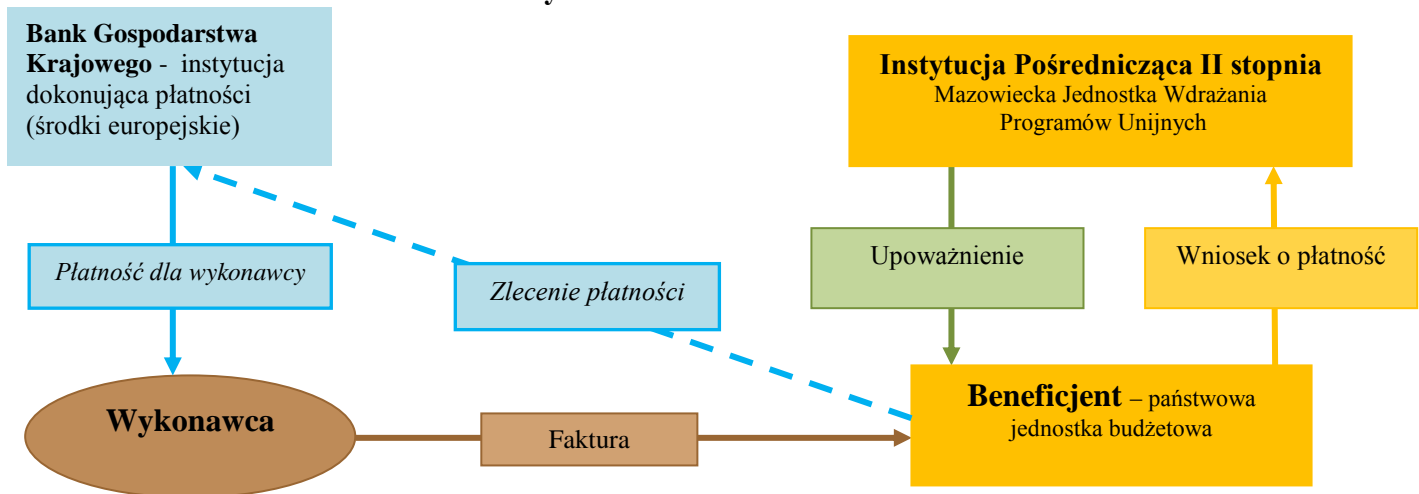 Bank Gospodarstwa
Krajowego - instytucja
dokonująca płatności
(środki europejskie)
Instytucja Pośrednicząca II stopnia
Mazowiecka Jednostka Wdrażania
Programów Unijnych
Płatność dla wykonawcy
Zlecenie płatności
Upoważnienie
Wniosek o płatność
Wykonawca
Faktura
Beneficjent – państwowa
jednostka budżetowa